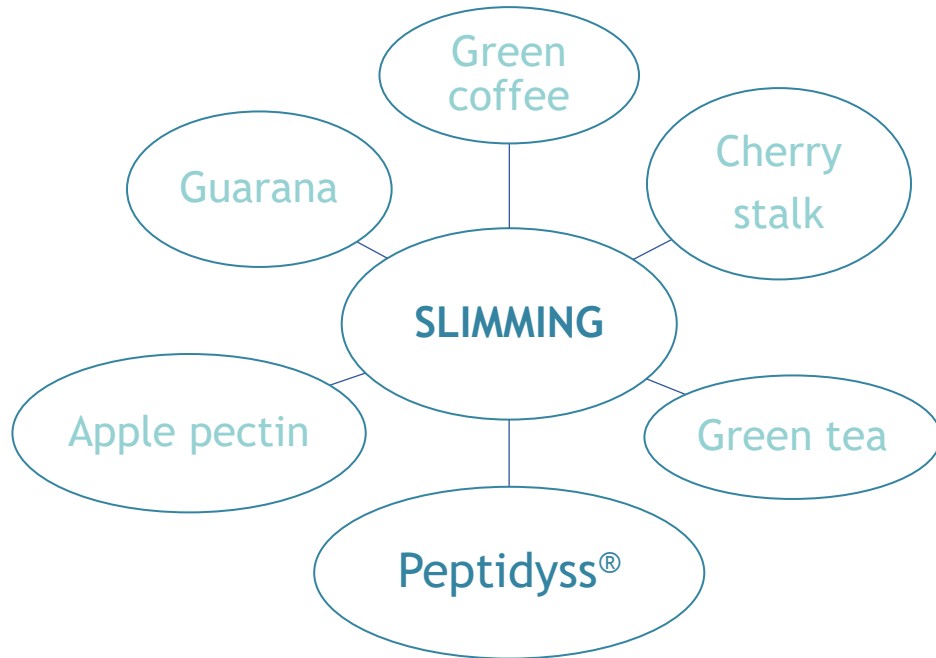 Green
coffee
Guarana
Cherry
stalk
SLIMMING
Apple pectin
Green tea
Peptidyss®